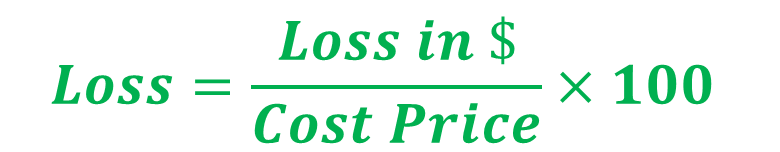 Loss = Loss in $ / Cost Price × 100